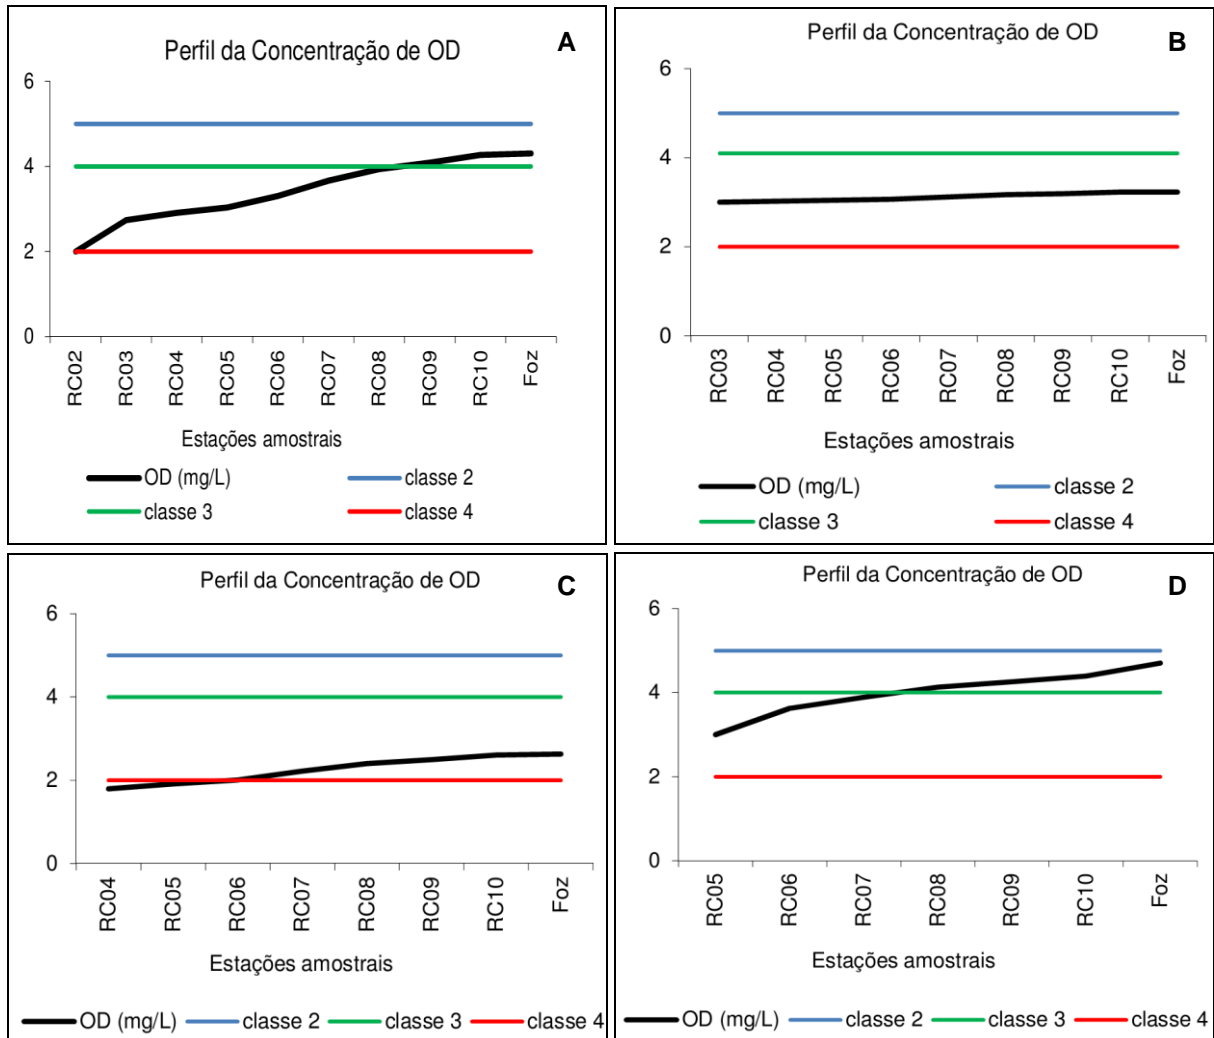 Perfil da Concentração de OD
A
6
4
2
0
RC02
RC03
RC04
RC05
RC06
RC07
RC08
RC09
RC10
Foz
Estações amostrais
OD (mg/L)
classe 2
classe 3
classe 4
Perfil da Concentração de OD
B
6
4
2
0
RC03
RC04
RC05
RC06
RC07
RC08
RC09
RC10
Foz
Estações amostrais
OD (mg/L)
classe 2
classe 3
classe 4
Perfil da Concentração de OD
C
6
4
2
0
RC04
RC05
RC06
RC07
RC08
RC09
RC10
Foz
Estações amostrais
OD (mg/L)
classe 2
classe 3
classe 4
Perfil da Concentração de OD
D
6
4
2
0
RC05
RC06
RC07
RC08
RC09
RC10
Foz
Estações amostrais
OD (mg/L)
classe 2
classe 3
classe 4